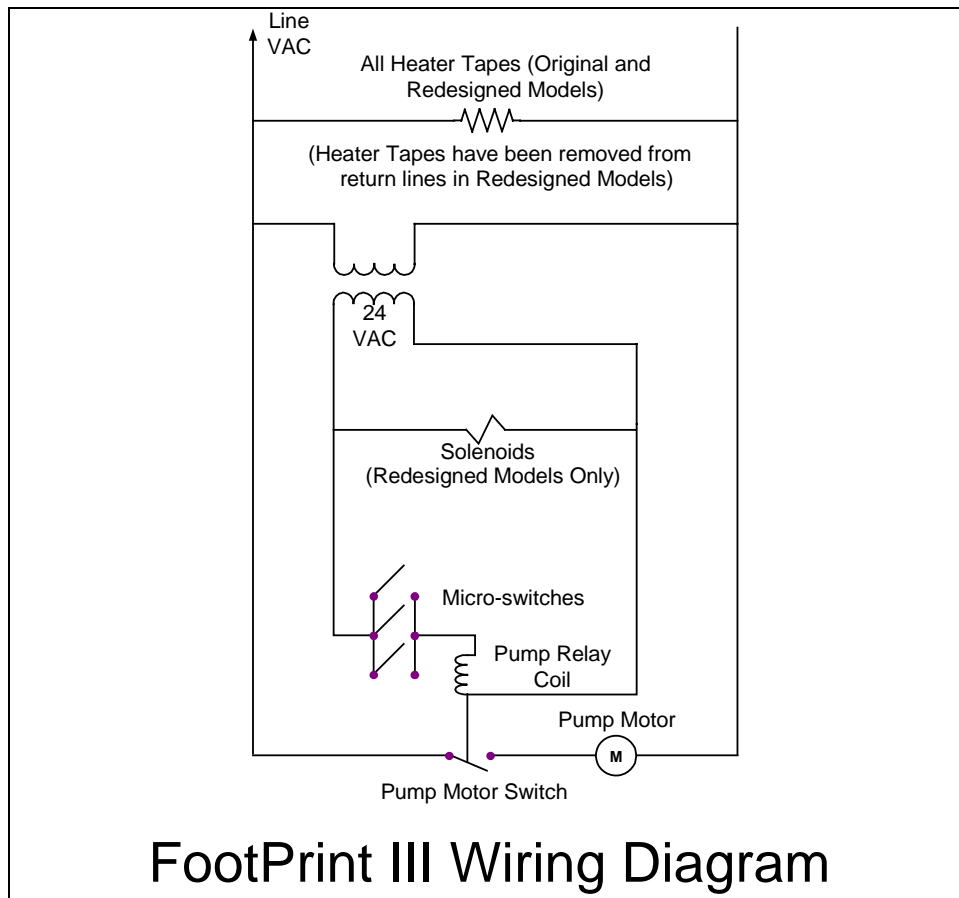 Line
VAC
All Heater Tapes (Original and
Redesigned Models)
(Heater Tapes have been removed from
return lines in Redesigned Models)
24
VAC
Solenoids
(Redesigned Models Only)
Micro-switches
Pump Relay
Coil
Pump Motor
M
Pump Motor Switch
FootPrint III Wiring Diagram